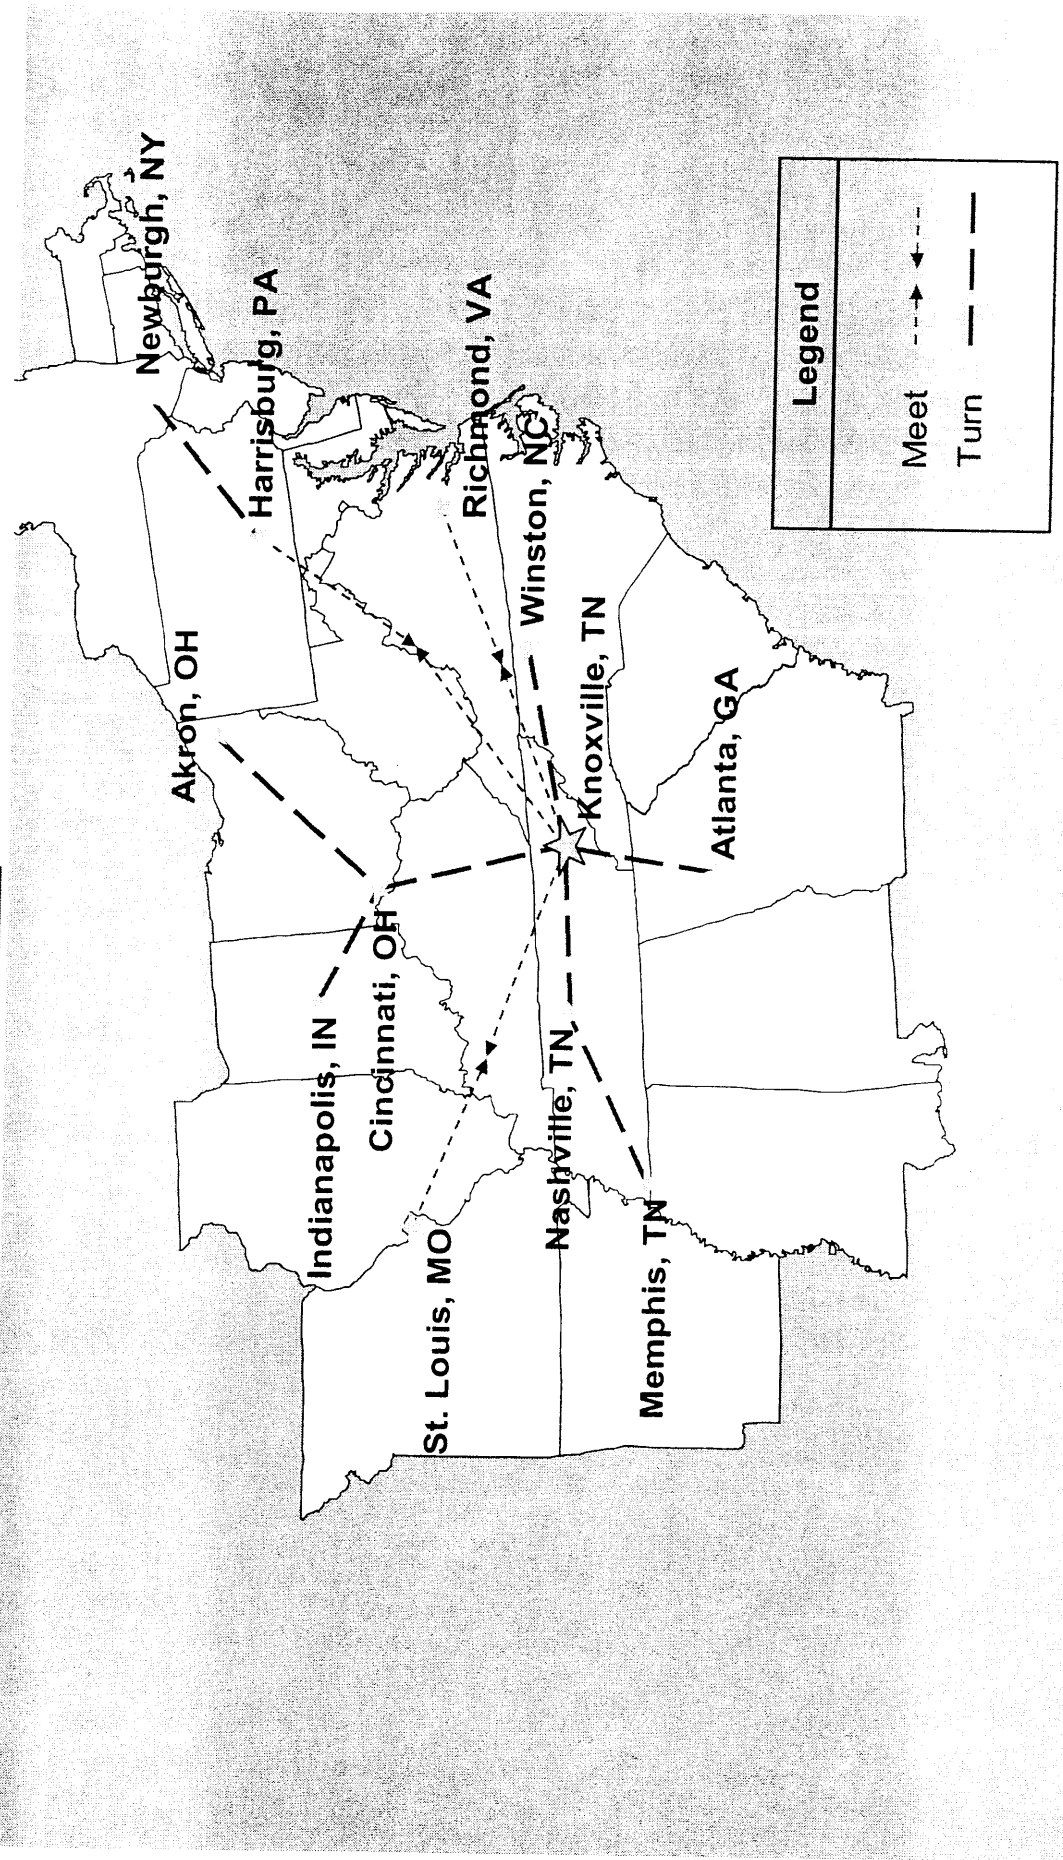 Newburgh, NY
Harrisburg, PA
Akron, OH
Richmond, VA
Indianapolis, IN
Cincinnati, OH
Winston, NC
St. Louis, MO
Nashville, TN
Knoxville, TN
Memphis, TN
Atlanta, GA
Legend
Meet
Turn